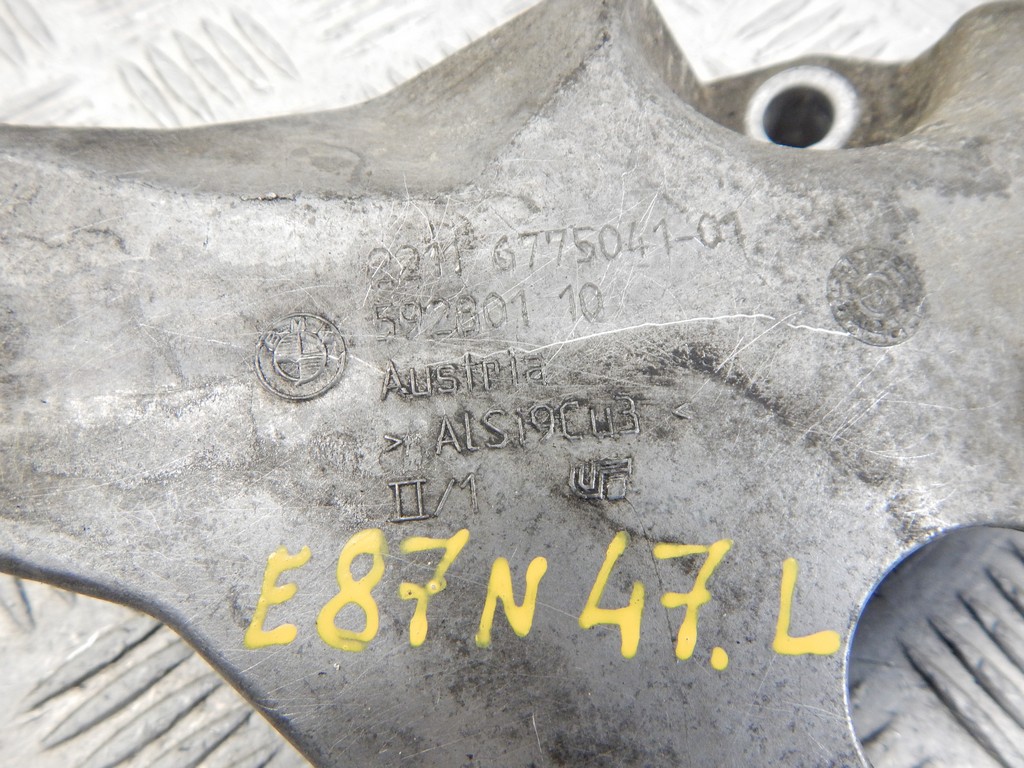 2211 6775041-01
592801 10
Austria
> AlSi9Cu3 <
II/1
E87 N47.L